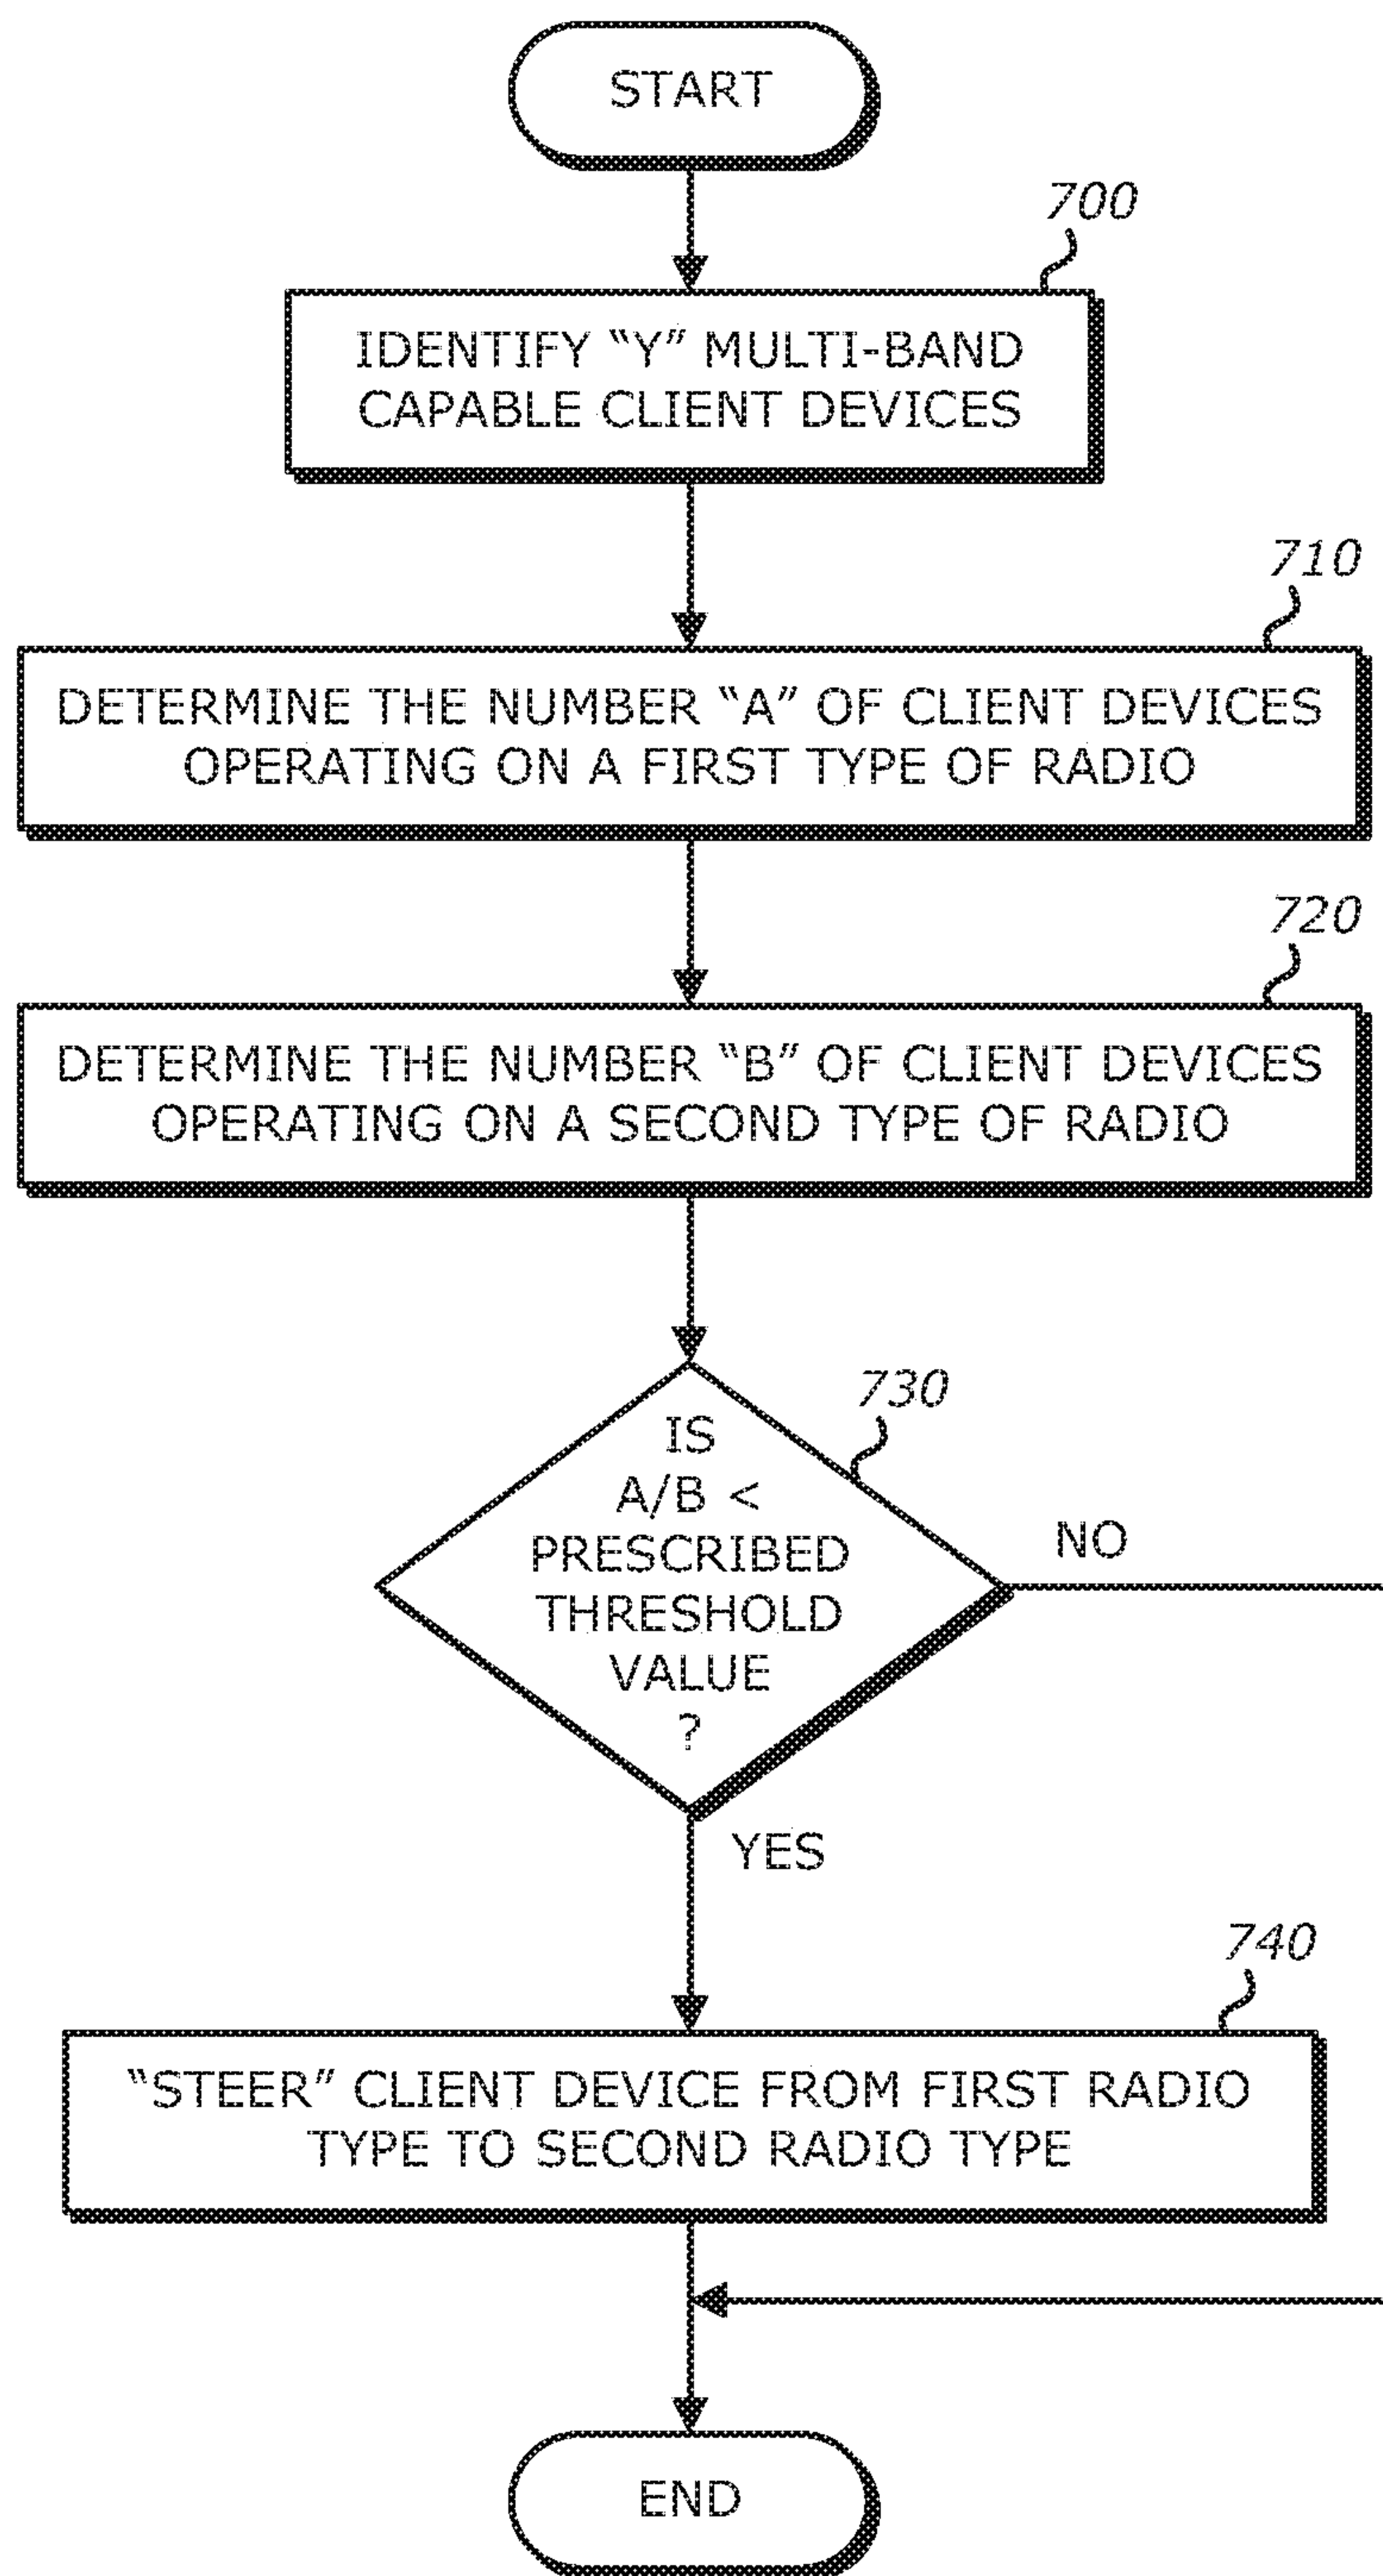 START
700
IDENTIFY “Y” MULTI-BAND
CAPABLE CLIENT DEVICES
710
DETERMINE THE NUMBER “A” OF CLIENT DEVICES
OPERATING ON A FIRST TYPE OF RADIO
720
DETERMINE THE NUMBER “B” OF CLIENT DEVICES
OPERATING ON A SECOND TYPE OF RADIO
730
IS
A/B <
PRESCRIBED
THRESHOLD
VALUE
?
NO
YES
740
“STEER” CLIENT DEVICE FROM FIRST RADIO
TYPE TO SECOND RADIO TYPE
END